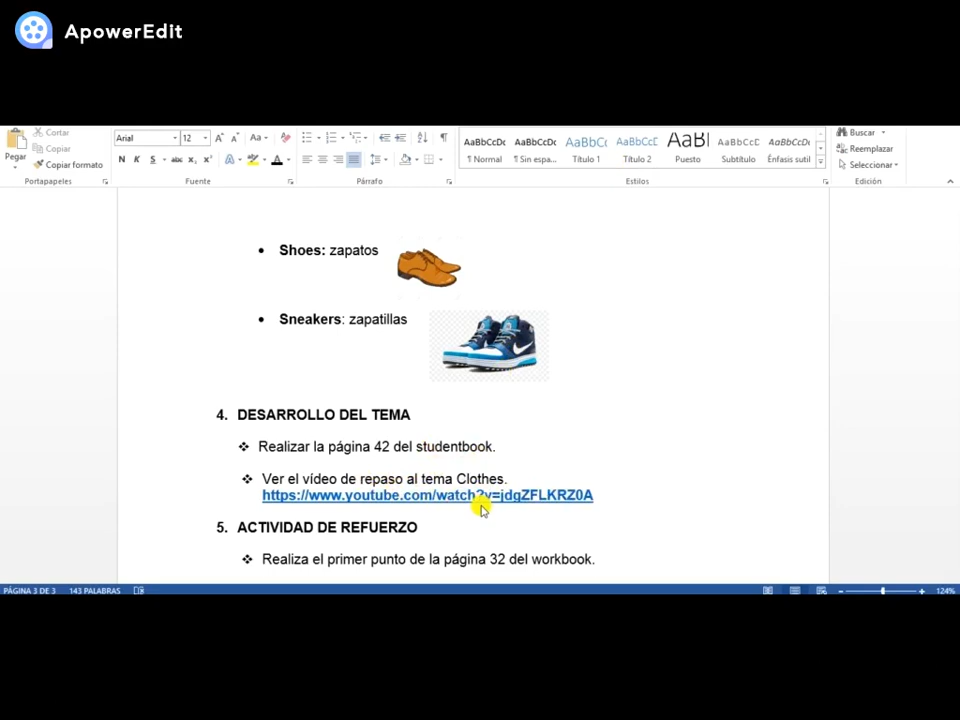 ApowerEdit
Cortar
Copiar
Copiar formato
Pegar
Portapapeles
Arial
12
Fuente
Párrafo
AaBbCcDc
¶ Normal
AaBbCcDc
¶ Sin espa...
AaBbCc
Título 1
AaBbCcD
Título 2
AaBl
Puesto
AaBbCcD
Subtítulo
AaBbCcDc
Énfasis sutil
Estilos
Buscar
Reemplazar
Seleccionar
Edición
• Shoes: zapatos
• Sneakers: zapatillas
4. DESARROLLO DEL TEMA
❖ Realizar la página 42 del studentbook.
❖ Ver el vídeo de repaso al tema Clothes.
https://www.youtube.com/watch?v=jdgZFLKRZ0A
5. ACTIVIDAD DE REFUERZO
❖ Realiza el primer punto de la página 32 del workbook.
PÁGINA 3 DE 3 143 PALABRAS
124%